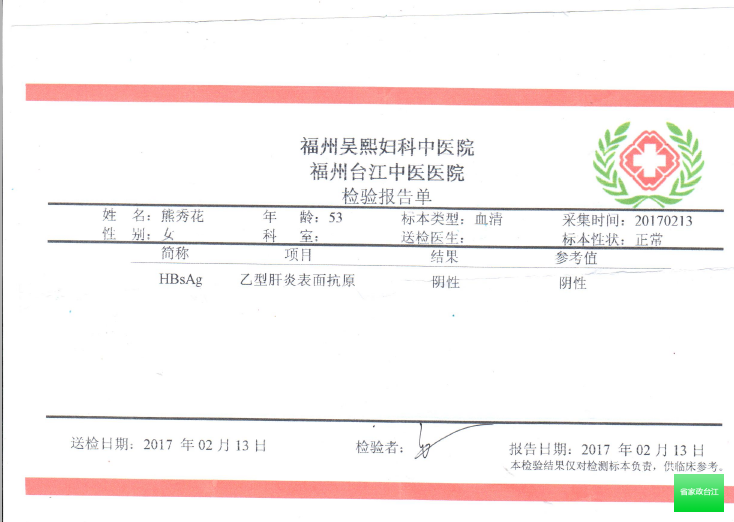 福州吴熙妇科中医院
福州台江中医医院
检验报告单
姓 名：熊秀花 年 龄：53 标本类型：血清 采集时间：20170213
性 别：女 科 室： 送检医生： 标本性状：正常
简称 项目 结果 参考值
HBsAg 乙型肝炎表面抗原 阴性 阴性
送检日期：2017 年 02 月 13 日 检验者： 报告日期：2017 年 02 月 13 日
本检验结果仅对检测标本负责，供临床参考。
省家政台江